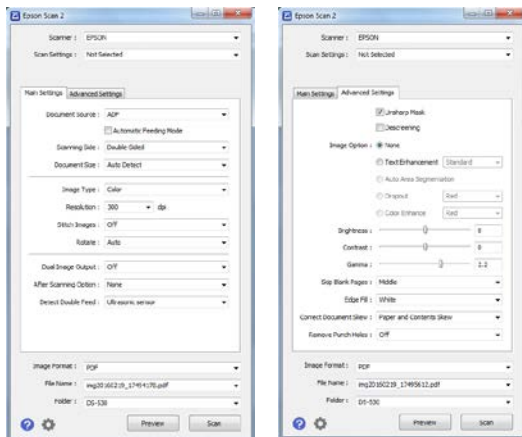 Epson Scan 2
Scanner : EPSON
Scan Settings : Not Selected
Main Settings Advanced Settings
Document Source : ADF
Automatic Feeding Mode
Scanning Side : Double-Sided
Document Size : Auto Detect
Image Type : Color
Resolution : 300 dpi
Stitch Images : Off
Rotate : Auto
Dual Image Output : Off
After Scanning Option : None
Detect Double Feed : Ultrasonic sensor
Image Format : PDF
File Name : img20160219_17494170.pdf
Folder : DS-530
Preview Scan
Epson Scan 2
Scanner : EPSON
Scan Settings : Not Selected
Main Settings Advanced Settings
Unsharp Mask
Descreening
Image Option : None
Text Enhancement Standard
Auto Area Segmentation
Dropout Red
Color Enhance Red
Brightness : 0
Contrast : 0
Gamma : 2.2
Skip Blank Pages : Middle
Edge Fill : White
Correct Document Skew : Paper and Contents Skew
Remove Punch Holes : Off
Image Format : PDF
File Name : img20160219_17495612.pdf
Folder : DS-530
Preview Scan